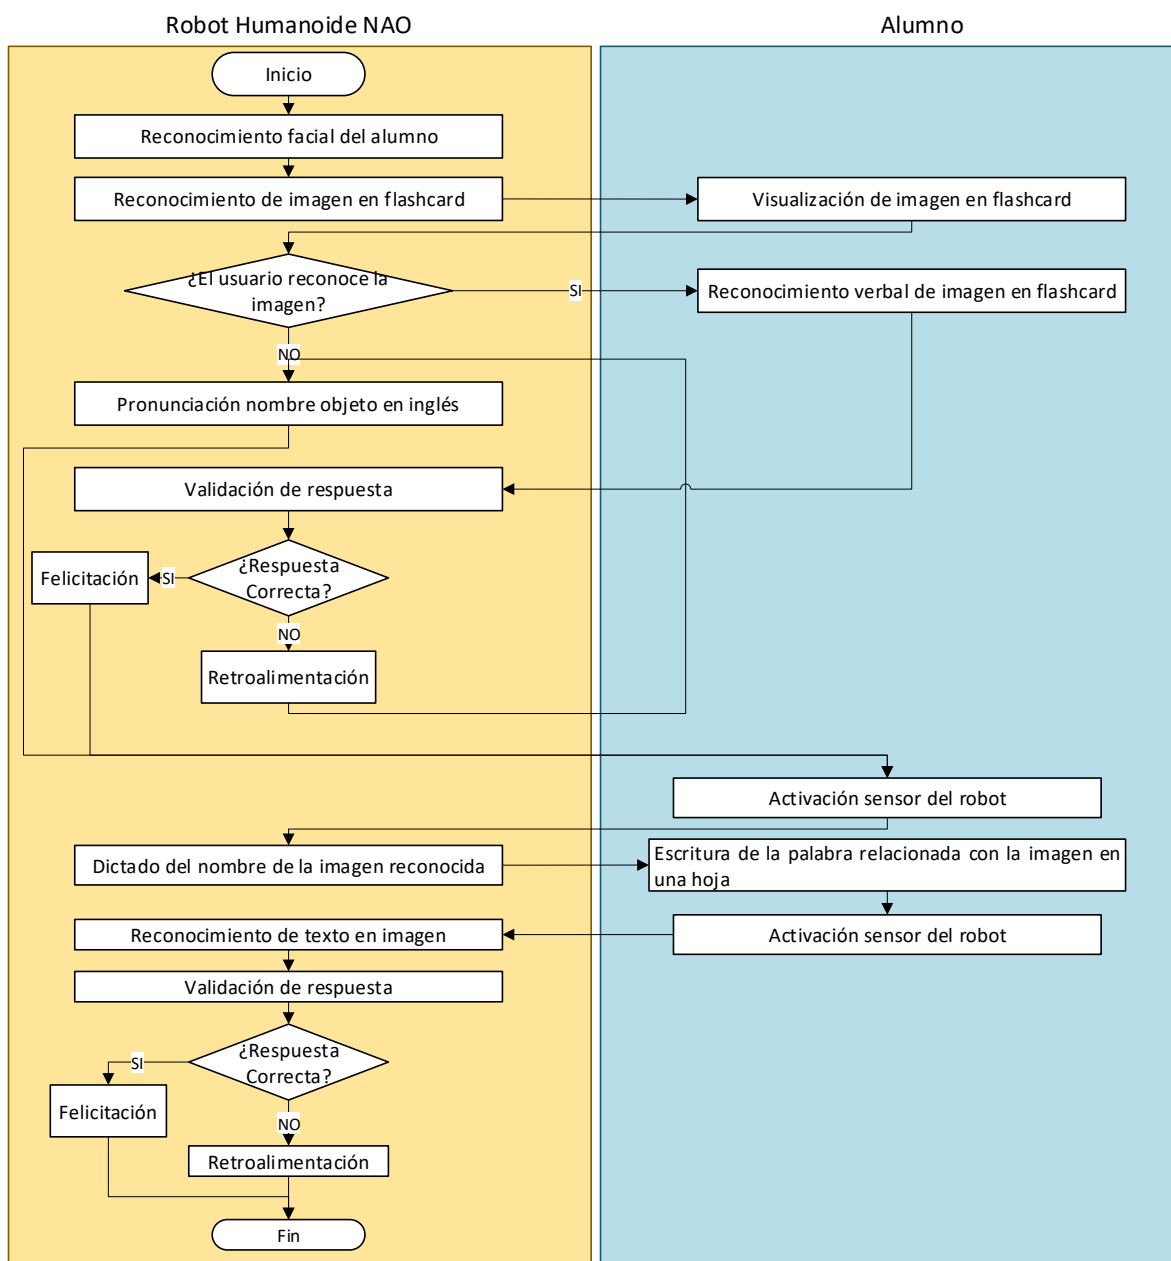 Robot Humanoide NAO
Alumno
Inicio
Reconocimiento facial del alumno
Reconocimiento de imagen en flashcard
Visualización de imagen en flashcard
¿El usuario reconoce la
imagen?
SI
Reconocimiento verbal de imagen en flashcard
NO
Pronunciación nombre objeto en inglés
Validación de respuesta
¿Respuesta
Correcta?
SI
Felicitación
NO
Retroalimentación
Activación sensor del robot
Dictado del nombre de la imagen reconocida
Escritura de la palabra relacionada con la imagen en
una hoja
Reconocimiento de texto en imagen
Activación sensor del robot
Validación de respuesta
¿Respuesta
Correcta?
SI
Felicitación
NO
Retroalimentación
Fin